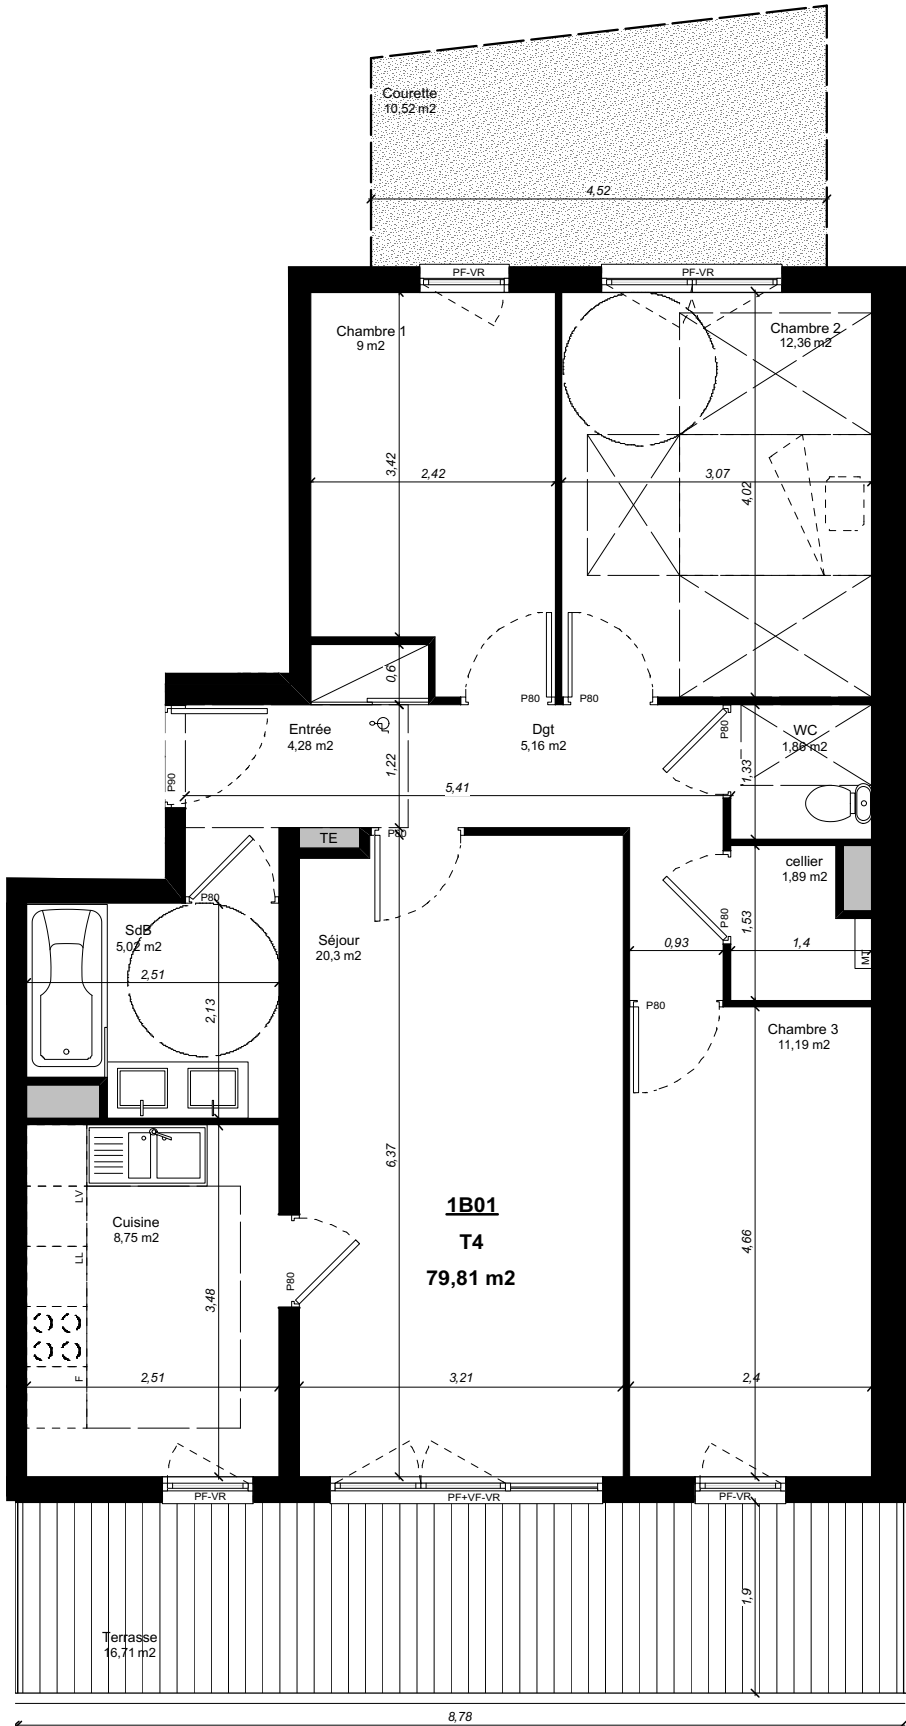 Courette
10,52 m2
4,52
PF-VR
PF-VR
Chambre 1
9 m2
Chambre 2
12,36 m2
3,42
2,42
3,07
4,02
0,6
P80
P80
Entrée
4,28 m2
Dgt
5,16 m2
P80
WC
1,86 m2
P90
1,22
5,41
1,33
TE
P80
cellier
1,89 m2
P80
SdB
5,02 m2
Séjour
20,3 m2
P80
1,53
0,93
1,4
MT
2,51
2,13
P80
Chambre 3
11,19 m2
6,37
LV
Cuisine
8,75 m2
1B01
T4
79,81 m2
LL
P80
4,66
3,48
F
2,51
3,21
2,4
PF-VR
PF+VF-VR
PF-VR
1,9
Terrasse
16,71 m2
8,78